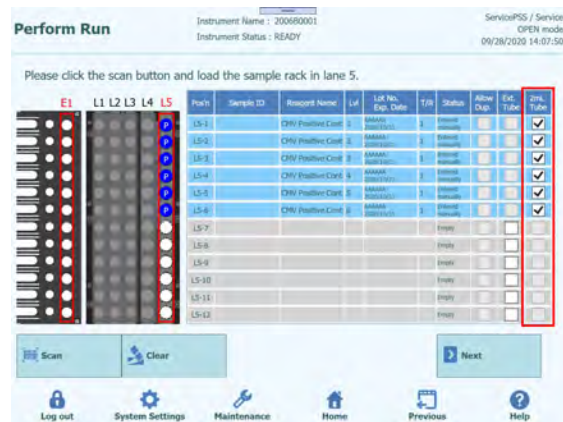 Perform Run
Instrument Name : 2006B0001
Instrument Status : READY
ServicePSS / Service
OPEN mode
09/28/2020 14:07:50
Please click the scan button and load the sample rack in lane 5.
E1 L1 L2 L3 L4 L5
Pos'n Sample ID Reagent Name Lvl Lot No. Exp. Date T/R Status Allow Dup. Ext. Tube 2mL Tube
P L5-1 CMV Positive Cont 1
P L5-2 CMV Positive Cont 2
P L5-3 CMV Positive Cont 3
P L5-4 CMV Positive Cont 4
P L5-5 CMV Positive Cont
P L5-6 CMV Positive Cont
L5-7 Empty
L5-8 Empty
L5-9 Empty
L5-10 Empty
L5-11 Empty
L5-12 Empty
Scan Clear Next
Log out System Settings Maintenance Home Previous Help